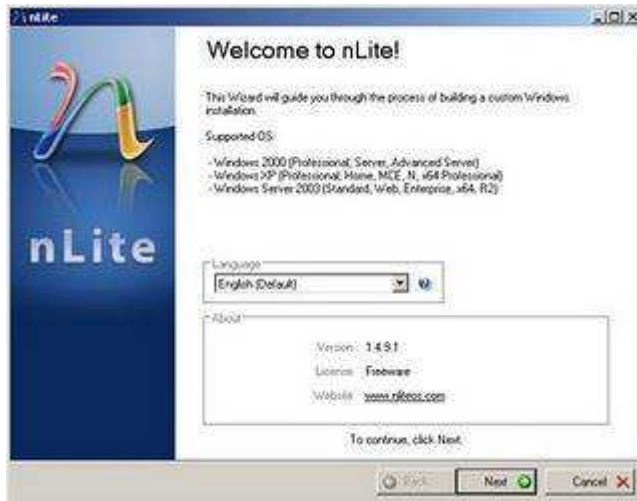 nLite
Welcome to nLite!
This Wizard will guide you through the process of building a custom Windows
installation.
Supported OS:
- Windows 2000 (Professional, Server, Advanced Server)
- Windows XP (Professional, Home, MCE, N, x64 Professional)
- Windows Server 2003 (Standard, Web, Enterprise, x64, R2)
nLite
Language
English (Default)
About
Version 1.4.9.1
License Freeware
Website www.nliteos.com
To continue, click Next.
Back Next Cancel